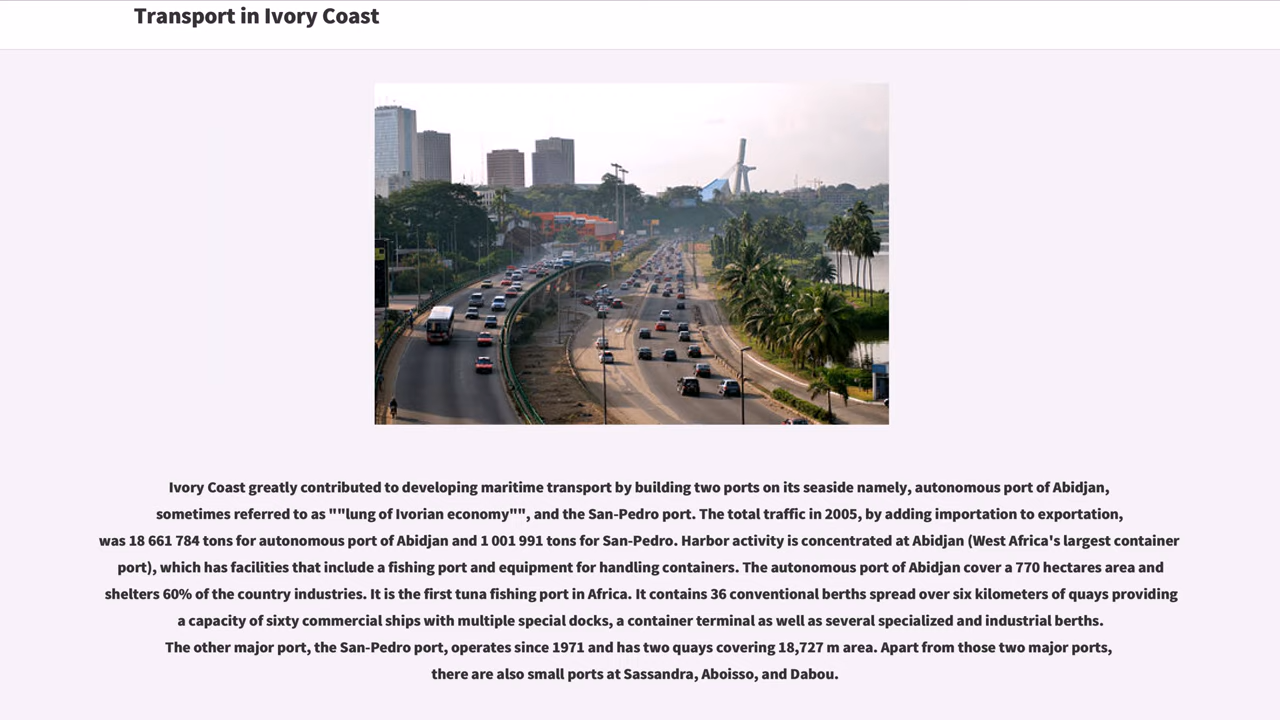 Transport in Ivory Coast
Ivory Coast greatly contributed to developing maritime transport by building two ports on its seaside namely, autonomous port of Abidjan,
sometimes referred to as ""lung of Ivorian economy"", and the San-Pedro port. The total traffic in 2005, by adding importation to exportation,
was 18 661 784 tons for autonomous port of Abidjan and 1 001 991 tons for San-Pedro. Harbor activity is concentrated at Abidjan (West Africa's largest container
port), which has facilities that include a fishing port and equipment for handling containers. The autonomous port of Abidjan cover a 770 hectares area and
shelters 60% of the country industries. It is the first tuna fishing port in Africa. It contains 36 conventional berths spread over six kilometers of quays providing
a capacity of sixty commercial ships with multiple special docks, a container terminal as well as several specialized and industrial berths.
The other major port, the San-Pedro port, operates since 1971 and has two quays covering 18,727 m area. Apart from those two major ports,
there are also small ports at Sassandra, Aboisso, and Dabou.